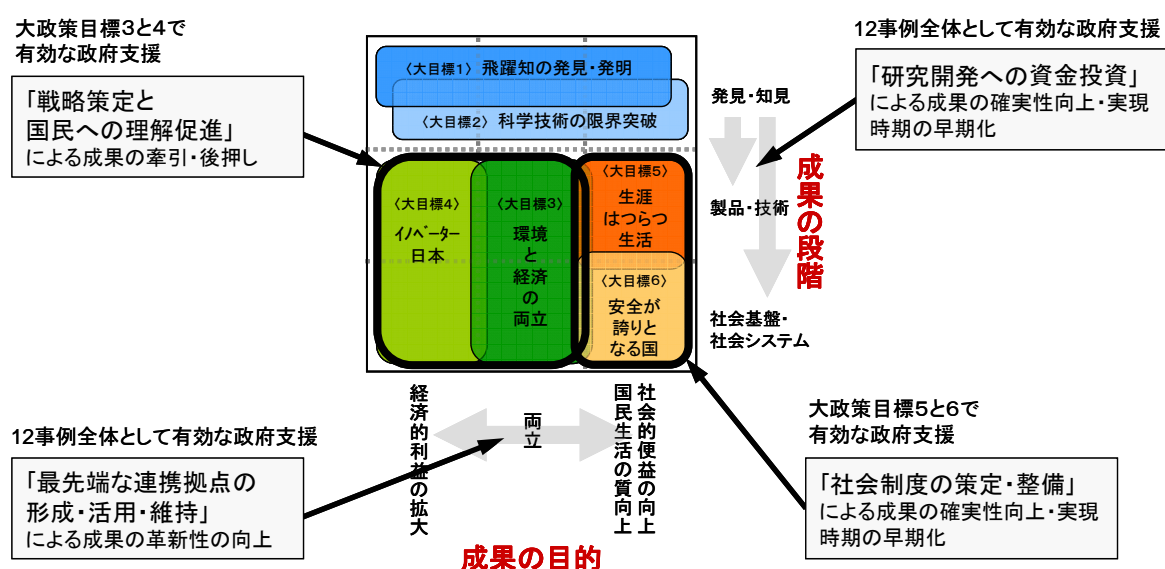 大政策目標3と4で
有効な政府支援
「戦略策定と
国民への理解促進」
による成果の牽引・後押し
〈大目標1〉 飛躍知の発見・発明
〈大目標2〉 科学技術の限界突破
〈大目標4〉
イノベーター
日本
〈大目標3〉
環境
と
経済
の
両立
〈大目標5〉
生涯
はつらつ
生活
〈大目標6〉
安全が
誇りと
なる国
12事例全体として有効な政府支援
「研究開発への資金投資」
による成果の確実性向上・実現
時期の早期化
発見・知見
製品・技術
社会基盤・
社会システム
成果の段階
経済的利益の拡大
両立
社会的便益の向上
国民生活の質向上
成果の目的
12事例全体として有効な政府支援
「最先端な連携拠点の
形成・活用・維持」
による成果の革新性の向上
大政策目標5と6で
有効な政府支援
「社会制度の策定・整備」
による成果の確実性向上・実現
時期の早期化